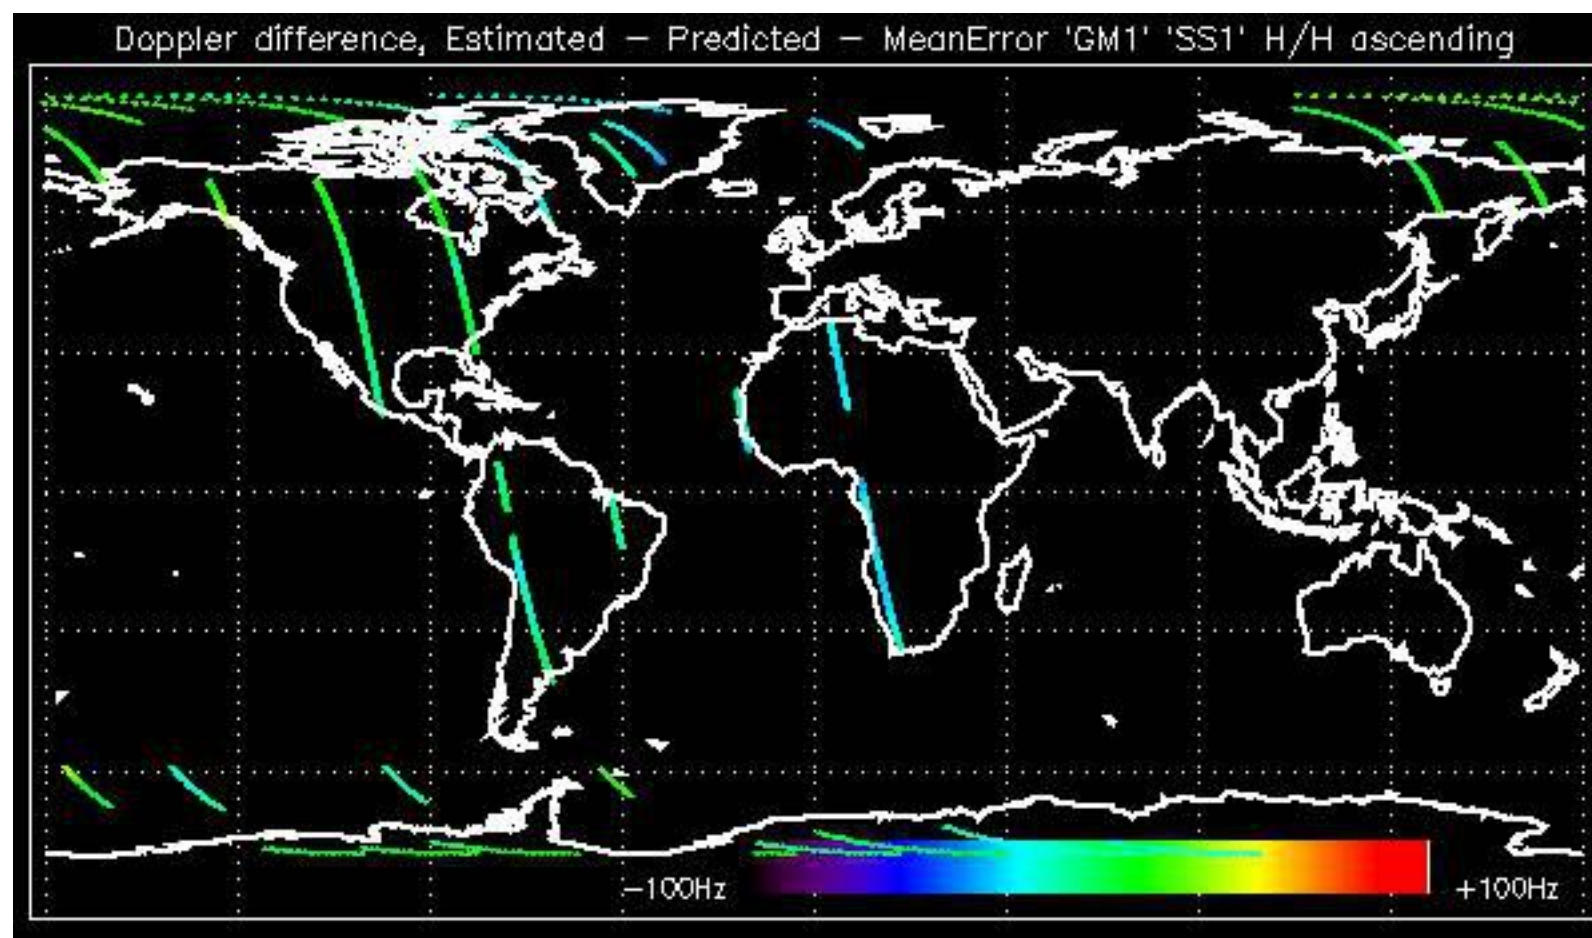 Doppler difference, Estimated - Predicted - MeanError 'GM1' 'SS1' H/H ascending
-100Hz
+100Hz